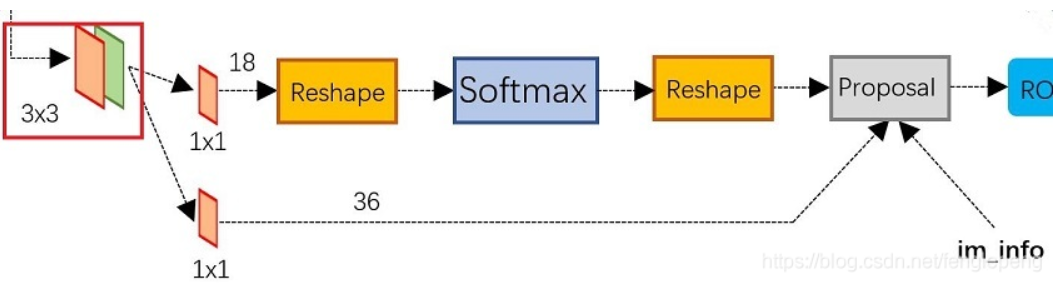 18
Reshape
Softmax
Reshape
Proposal
RO
3x3
1x1
36
1x1
im_info
https://blog.csdn.net/fenglepeng